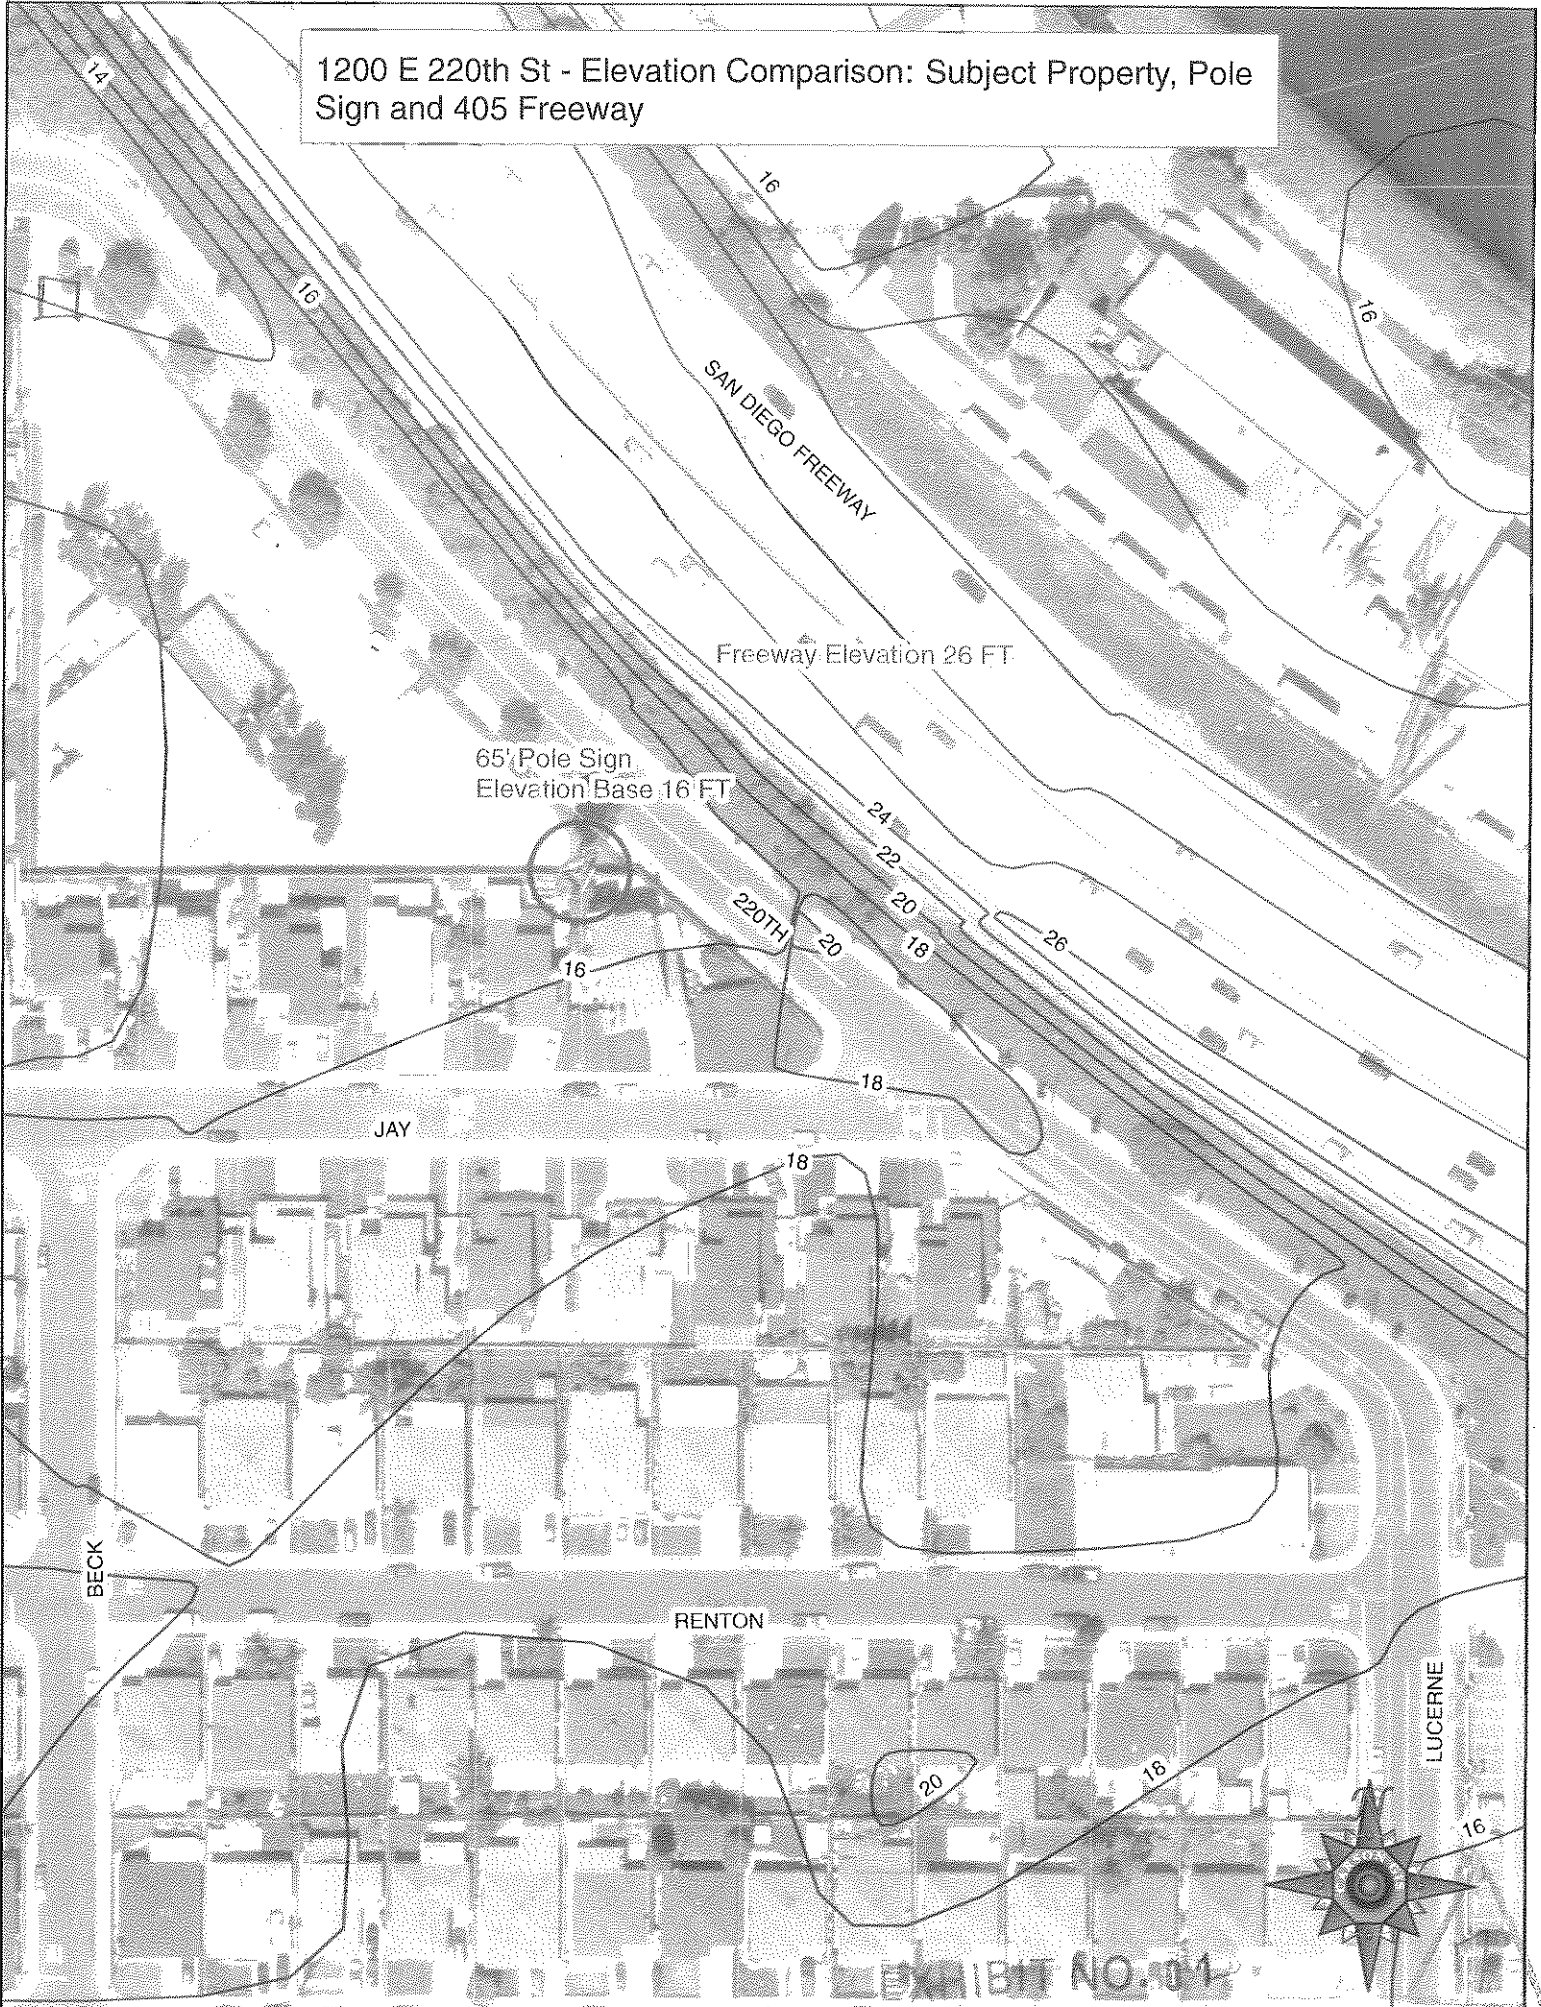 1200 E 220th St - Elevation Comparison: Subject Property, Pole
Sign and 405 Freeway
14
16
16
16
SAN DIEGO FREEWAY
Freeway Elevation 26 FT
65' Pole Sign
Elevation Base 16 FT
24
22
20
18
26
220TH
20
16
18
JAY
18
BECK
RENTON
LUCERNE
18
20
16
EXHIBIT NO.